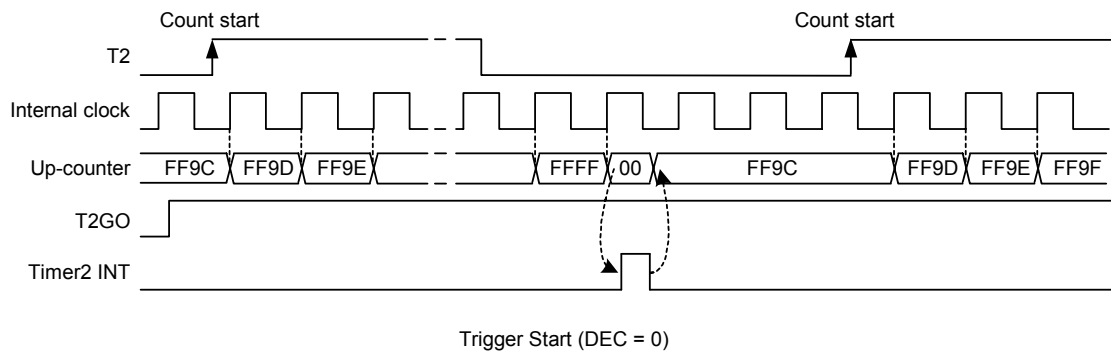 Count start Count start
T2
Internal clock
Up-counter FF9C FF9D FF9E FFFF 00 FF9C FF9D FF9E FF9F
T2GO
Timer2 INT
Trigger Start (DEC = 0)